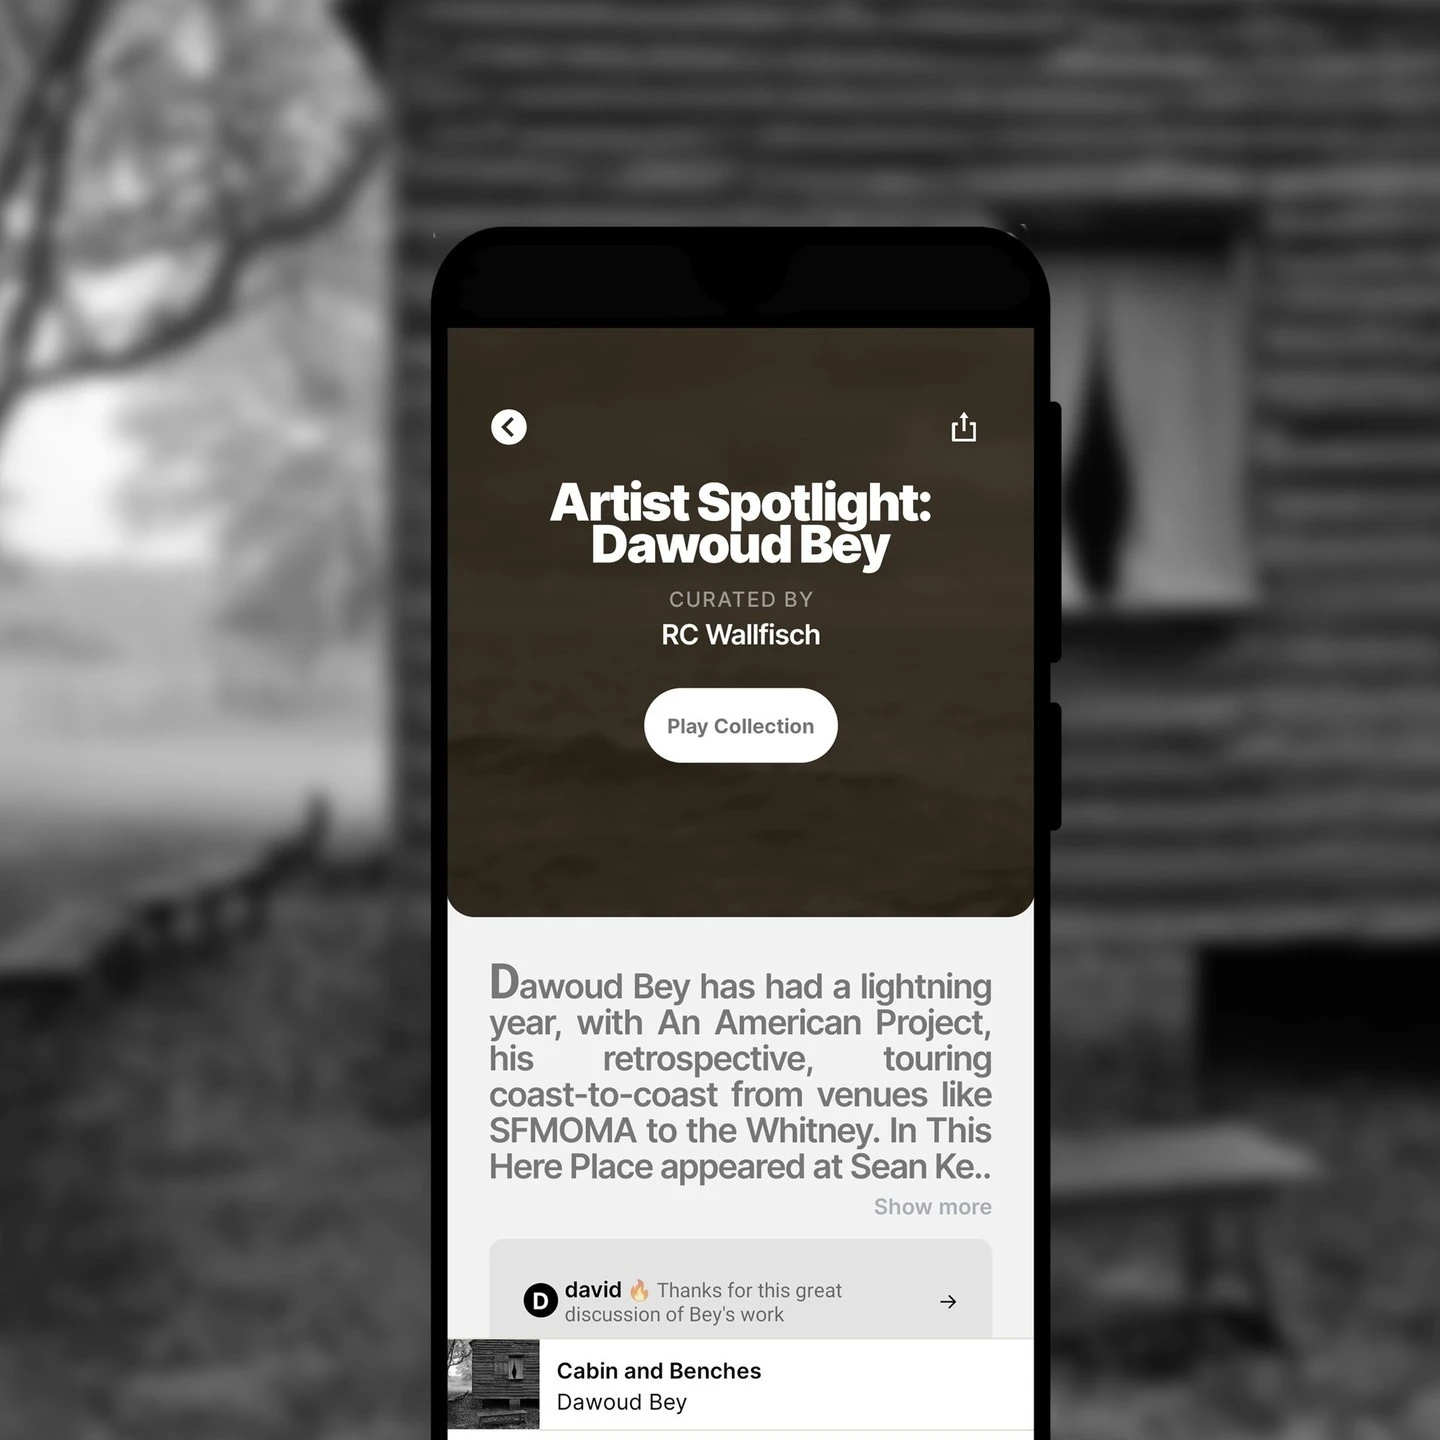 Artist Spotlight:
Dawoud Bey
CURATED BY
RC Wallfisch
Play Collection
Dawoud Bey has had a lightning
year, with An American Project,
his retrospective, touring
coast-to-coast from venues like
SFMOMA to the Whitney. In This
Here Place appeared at Sean Ke..
Show more
D
david 🔥 Thanks for this great
discussion of Bey's work
Cabin and Benches
Dawoud Bey